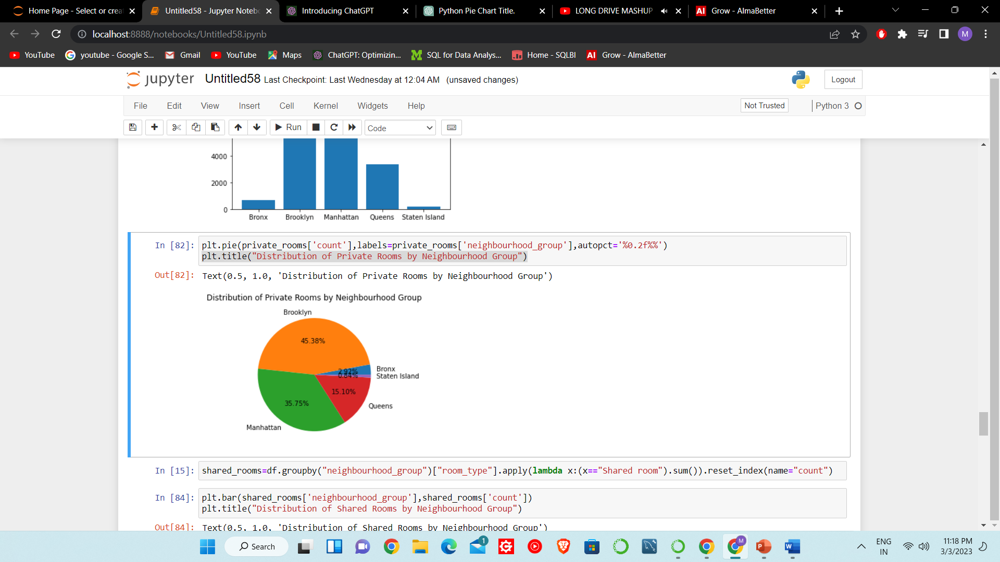 Home Page - Select or crea
Untitled58 - Jupyter Noteb
Introducing ChatGPT
Python Pie Chart Title.
LONG DRIVE MASHUP
AI Grow - AlmaBetter
localhost:8888/notebooks/Untitled58.ipynb
M
YouTube
youtube - Google S...
Gmail
YouTube
Maps
ChatGPT: Optimizin...
SQL for Data Analys...
Home - SQLBI
AI Grow - AlmaBetter
jupyter Untitled58 Last Checkpoint: Last Wednesday at 12:04 AM (unsaved changes)
Logout
File Edit View Insert Cell Kernel Widgets Help
Not Trusted
Python 3
Run
Code
4000
2000
0
Bronx Brooklyn Manhattan Queens Staten Island
In [82]: plt.pie(private_rooms['count'],labels=private_rooms['neighbourhood_group'],autopct='%0.2f%%')
plt.title("Distribution of Private Rooms by Neighbourhood Group")
Out[82]: Text(0.5, 1.0, 'Distribution of Private Rooms by Neighbourhood Group')
Distribution of Private Rooms by Neighbourhood Group
Brooklyn
45.38%
Bronx
2.92%
Staten Island
0.84%
15.10%
35.75%
Queens
Manhattan
In [15]: shared_rooms=df.groupby("neighbourhood_group")["room_type"].apply(lambda x:(x=="Shared room").sum()).reset_index(name="count")
In [84]: plt.bar(shared_rooms['neighbourhood_group'],shared_rooms['count'])
plt.title("Distribution of Shared Rooms by Neighbourhood Group")
Out[84]: Text(0.5, 1.0, 'Distribution of Shared Rooms by Neighbourhood Group')
Search
1
M
P
W
ENG
IN
11:18 PM
3/3/2023